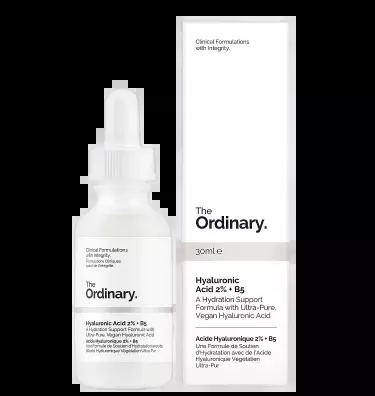 Clinical Formulations
with Integrity.
The
Ordinary.
30ml e
Hyaluronic
Acid 2% + B5
A Hydration Support
Formula with Ultra-Pure,
Vegan Hyaluronic Acid
Acide Hyaluronique 2% + B5
Une Formule de Soutien
d'Hydratation avec de l'Acide
Hyaluronique Végétalien
Ultra-Pur
Clinical Formulations
with Integrity.
Formulations Cliniques
avec Intégrité.
The
Ordinary.
Hyaluronic Acid 2% + B5
A Hydration Support Formula with
Ultra-Pure, Vegan Hyaluronic Acid
Acide Hyaluronique 2% + B5
Une Formule de Soutien d'Hydratation avec de
l'Acide Hyaluronique Végétalien Ultra-Pur